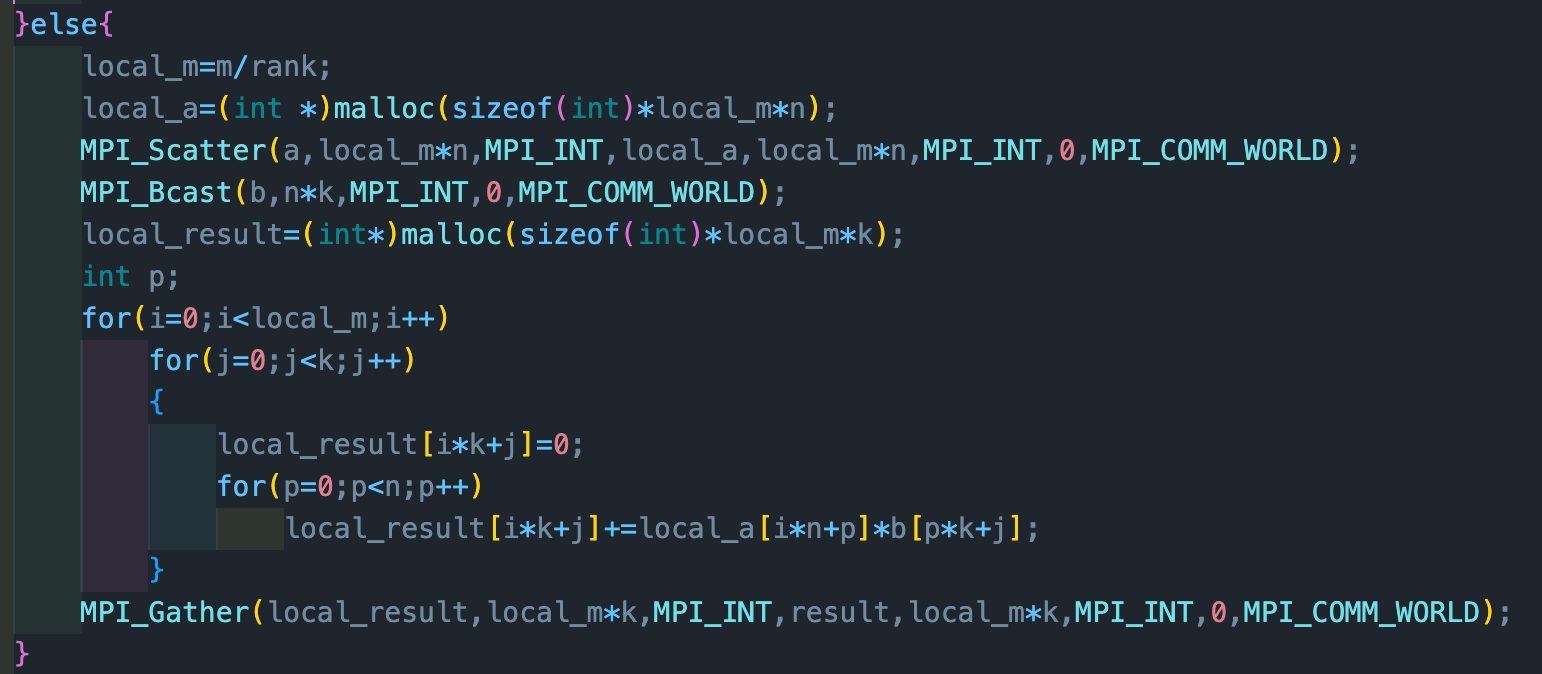 }else{
    local_m=m/rank;
    local_a=(int *)malloc(sizeof(int)*local_m*n);
    MPI_Scatter(a,local_m*n,MPI_INT,local_a,local_m*n,MPI_INT,0,MPI_COMM_WORLD);
    MPI_Bcast(b,n*k,MPI_INT,0,MPI_COMM_WORLD);
    local_result=(int*)malloc(sizeof(int)*local_m*k);
    int p;
    for(i=0;i<local_m;i++)
        for(j=0;j<k;j++)
        {
            local_result[i*k+j]=0;
            for(p=0;p<n;p++)
                local_result[i*k+j]+=local_a[i*n+p]*b[p*k+j];
        }
    MPI_Gather(local_result,local_m*k,MPI_INT,result,local_m*k,MPI_INT,0,MPI_COMM_WORLD);
}